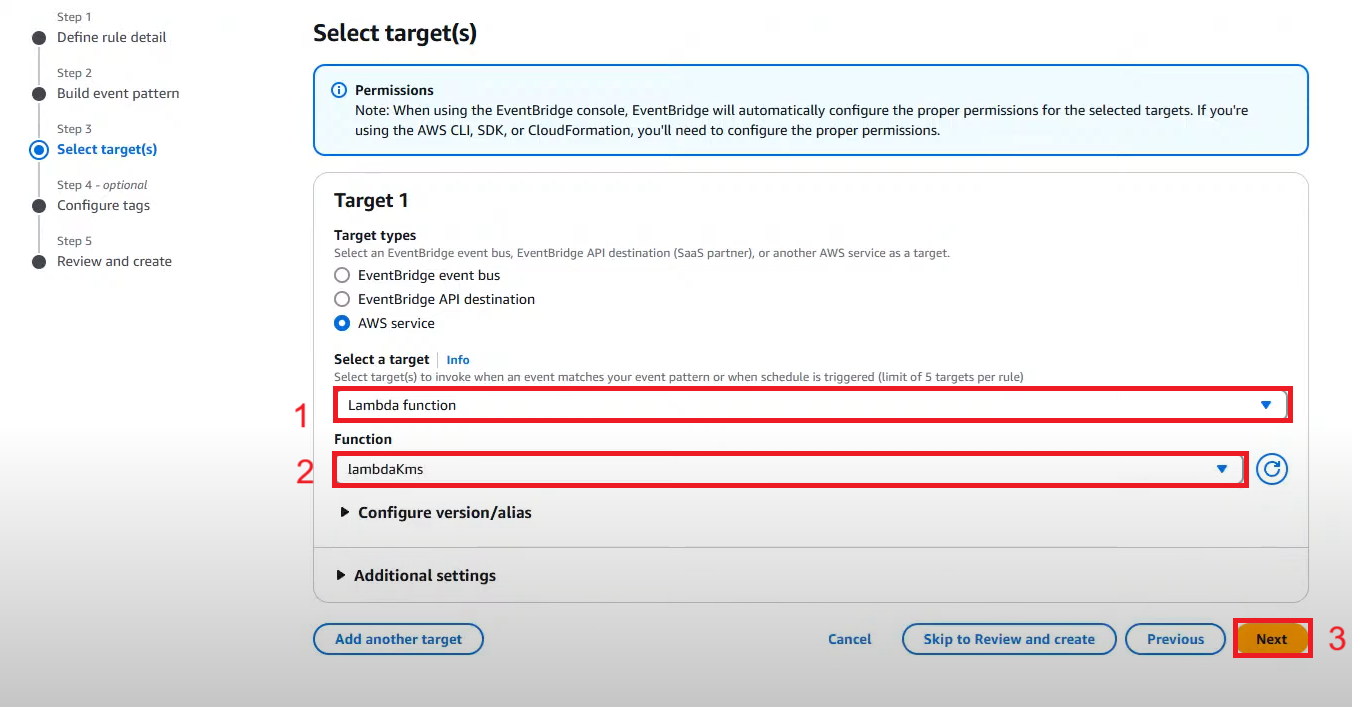 Step 1
Define rule detail
Step 2
Build event pattern
Step 3
Select target(s)
Step 4 - optional
Configure tags
Step 5
Review and create
Select target(s)
Permissions
Note: When using the EventBridge console, EventBridge will automatically configure the proper permissions for the selected targets. If you're
using the AWS CLI, SDK, or CloudFormation, you'll need to configure the proper permissions.
Target 1
Target types
Select an EventBridge event bus, EventBridge API destination (SaaS partner), or another AWS service as a target.
EventBridge event bus
EventBridge API destination
AWS service
Select a target Info
Select target(s) to invoke when an event matches your event pattern or when schedule is triggered (limit of 5 targets per rule)
1 Lambda function
Function
2 lambdaKms
Configure version/alias
Additional settings
Add another target Cancel Skip to Review and create Previous Next 3